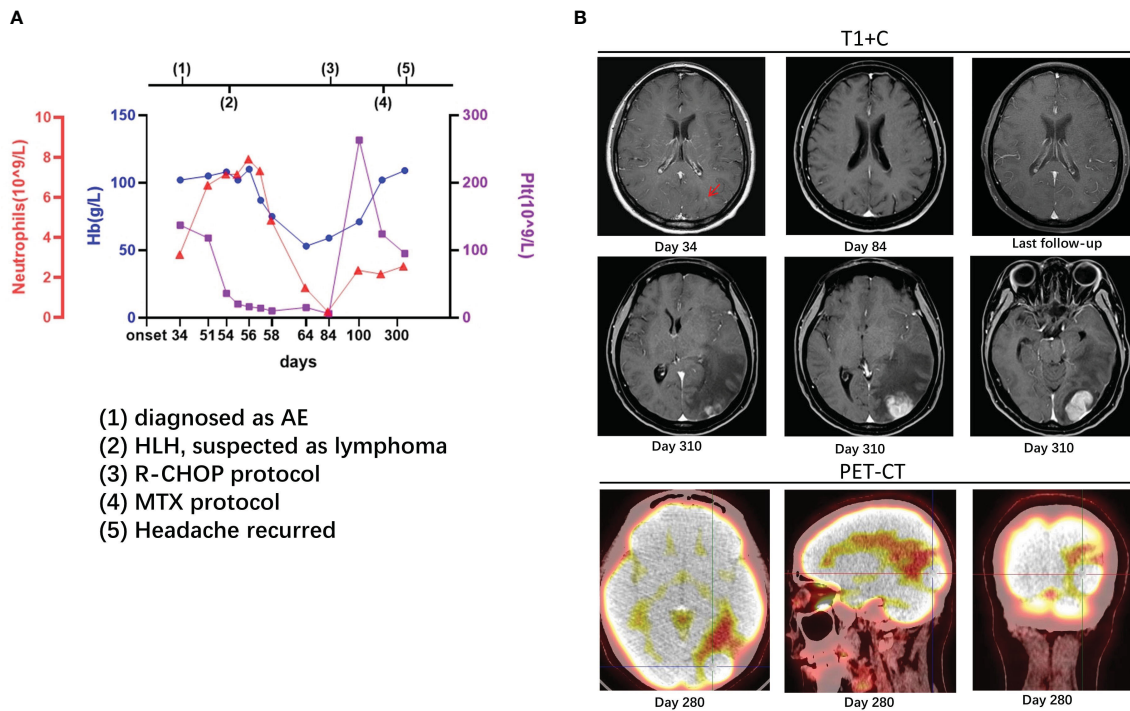 A
(1)
(3)
(5)
(2)
(4)
10
8
6
4
2
0
Neutrophils(10^9/L)
150
100
50
0
Hb(g/L)
300
200
100
0
Plt(10^9/L)
onset 34 51 54 56 58 64 84 100 300
days
(1) diagnosed as AE
(2) HLH, suspected as lymphoma
(3) R-CHOP protocol
(4) MTX protocol
(5) Headache recurred
B
T1+C
Day 34
Day 84
Last follow-up
Day 310
Day 310
Day 310
PET-CT
Day 280
Day 280
Day 280